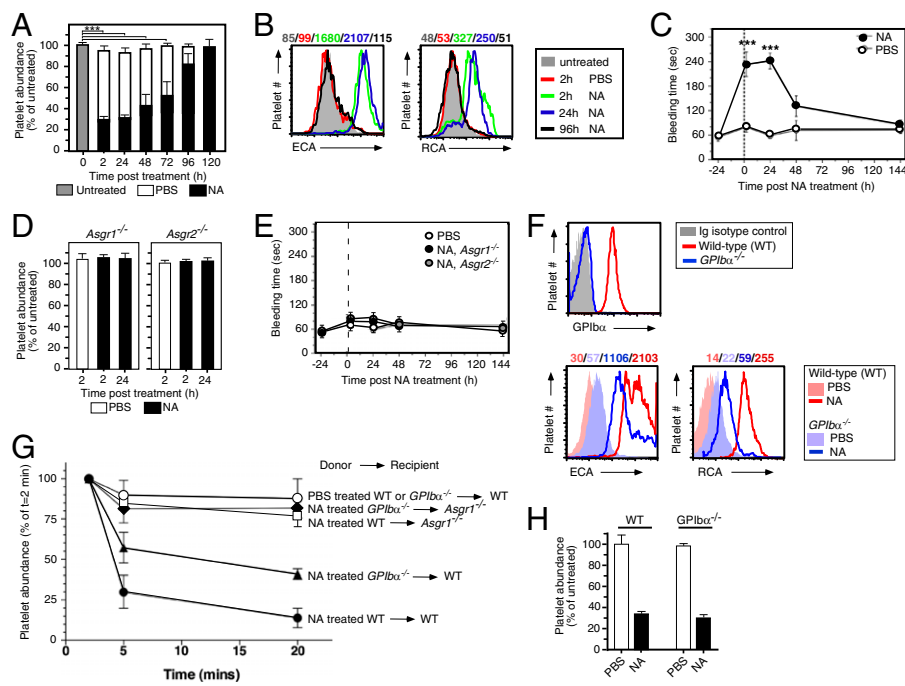 A
Platelet abundance
(% of untreated)
100
80
60
40
20
***
0 2 24 48 72 96 120
Time post treatment (h)
Untreated PBS NA
B
85/99/1680/2107/115
48/53/327/250/51
Platelet #
Platelet #
ECA
RCA
untreated
2h PBS
2h NA
24h NA
96h NA
C
Bleeding time (sec)
300
240
180
120
60
0
*** ***
NA
PBS
-24 0 24 48 72 96 120 144
Time post NA treatment (h)
D
Asgr1-/- Asgr2-/-
Platelet abundance
(% of untreated)
100
80
60
40
20
2 2 24 2 2 24
Time post treatment (h)
PBS NA
E
Bleeding time (sec)
300
240
180
120
60
0
PBS
NA, Asgr1-/-
NA, Asgr2-/-
-24 0 24 48 72 96 120 144
Time post NA treatment (h)
F
Platelet #
GPIbα
Ig isotype control
Wild-type (WT)
GPIbα-/-
30/57/1106/2103
14/22/59/255
Platelet #
Platelet #
ECA
RCA
Wild-type (WT)
PBS
NA
GPIbα-/-
PBS
NA
G
Platelet abundance (% of t=2 min)
100
75
50
25
0
0 5 10 15 20
Time (mins)
Donor Recipient
PBS treated WT or GPIbα-/- WT
NA treated GPIbα-/- Asgr1-/-
NA treated WT Asgr1-/-
NA treated GPIbα-/- WT
NA treated WT WT
H
WT GPIbα-/-
Platelet abundance
(% of untreated)
100
80
60
40
20
PBS NA PBS NA